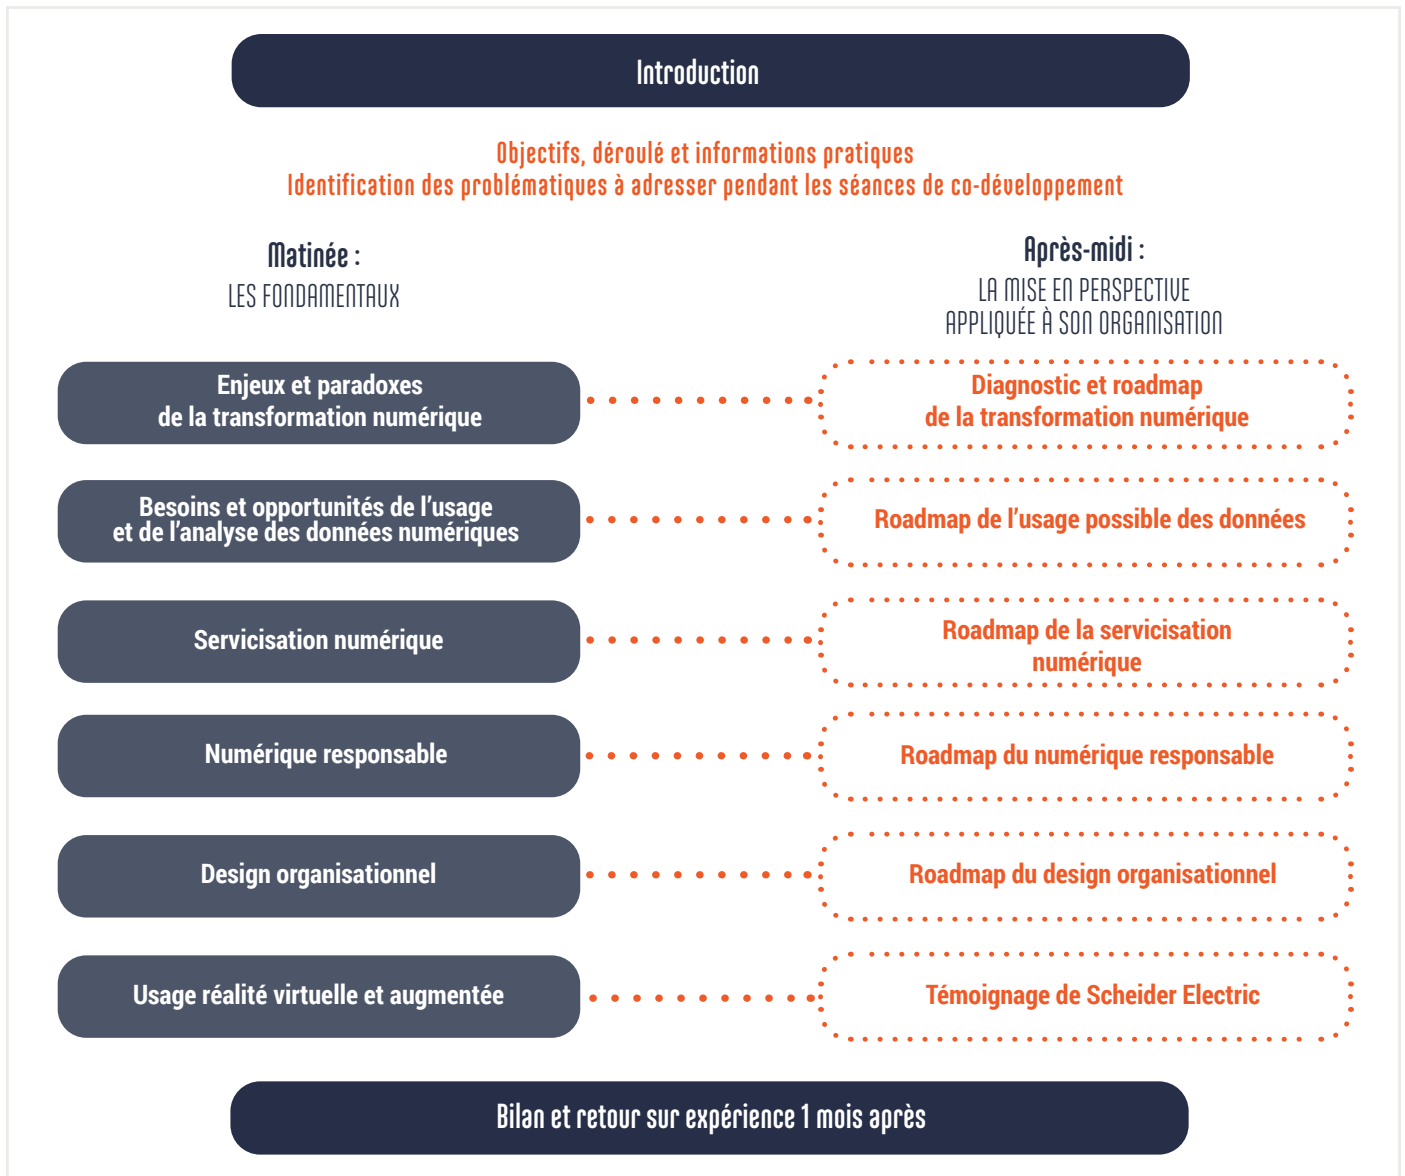 Introduction
Objectifs, déroulé et informations pratiques
Identification des problématiques à adresser pendant les séances de co-développement
Matinée :
LES FONDAMENTAUX
Après-midi :
LA MISE EN PERSPECTIVE
APPLIQUÉE À SON ORGANISATION
Enjeux et paradoxes
de la transformation numérique
Diagnostic et roadmap
de la transformation numérique
Besoins et opportunités de l'usage
et de l'analyse des données numériques
Roadmap de l'usage possible des données
Servicisation numérique
Roadmap de la servicisation
numérique
Numérique responsable
Roadmap du numérique responsable
Design organisationnel
Roadmap du design organisationnel
Usage réalité virtuelle et augmentée
Témoignage de Scheider Electric
Bilan et retour sur expérience 1 mois après